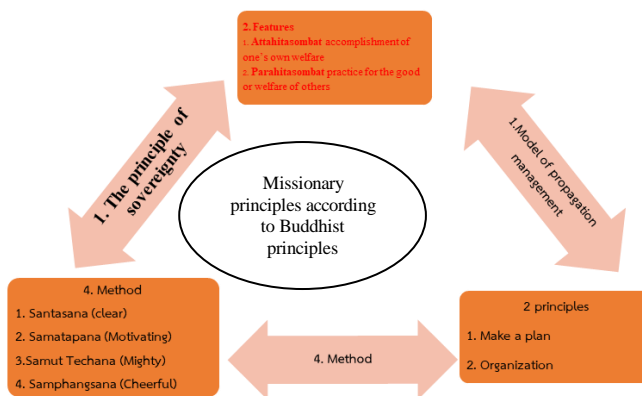 2. Features
1. Attahitasombat accomplishment of
one's own welfare
2. Parahitasombat practice for the good
or welfare of others
1. The principle of
sovereignty
1.Model of propagation
management
Missionary
principles according
to Buddhist
principles
4. Method
1. Santasana (clear)
2. Samatapana (Motivating)
3.Samut Techana (Mighty)
4. Samphangsana (Cheerful)
4. Method
2 principles
1. Make a plan
2. Organization